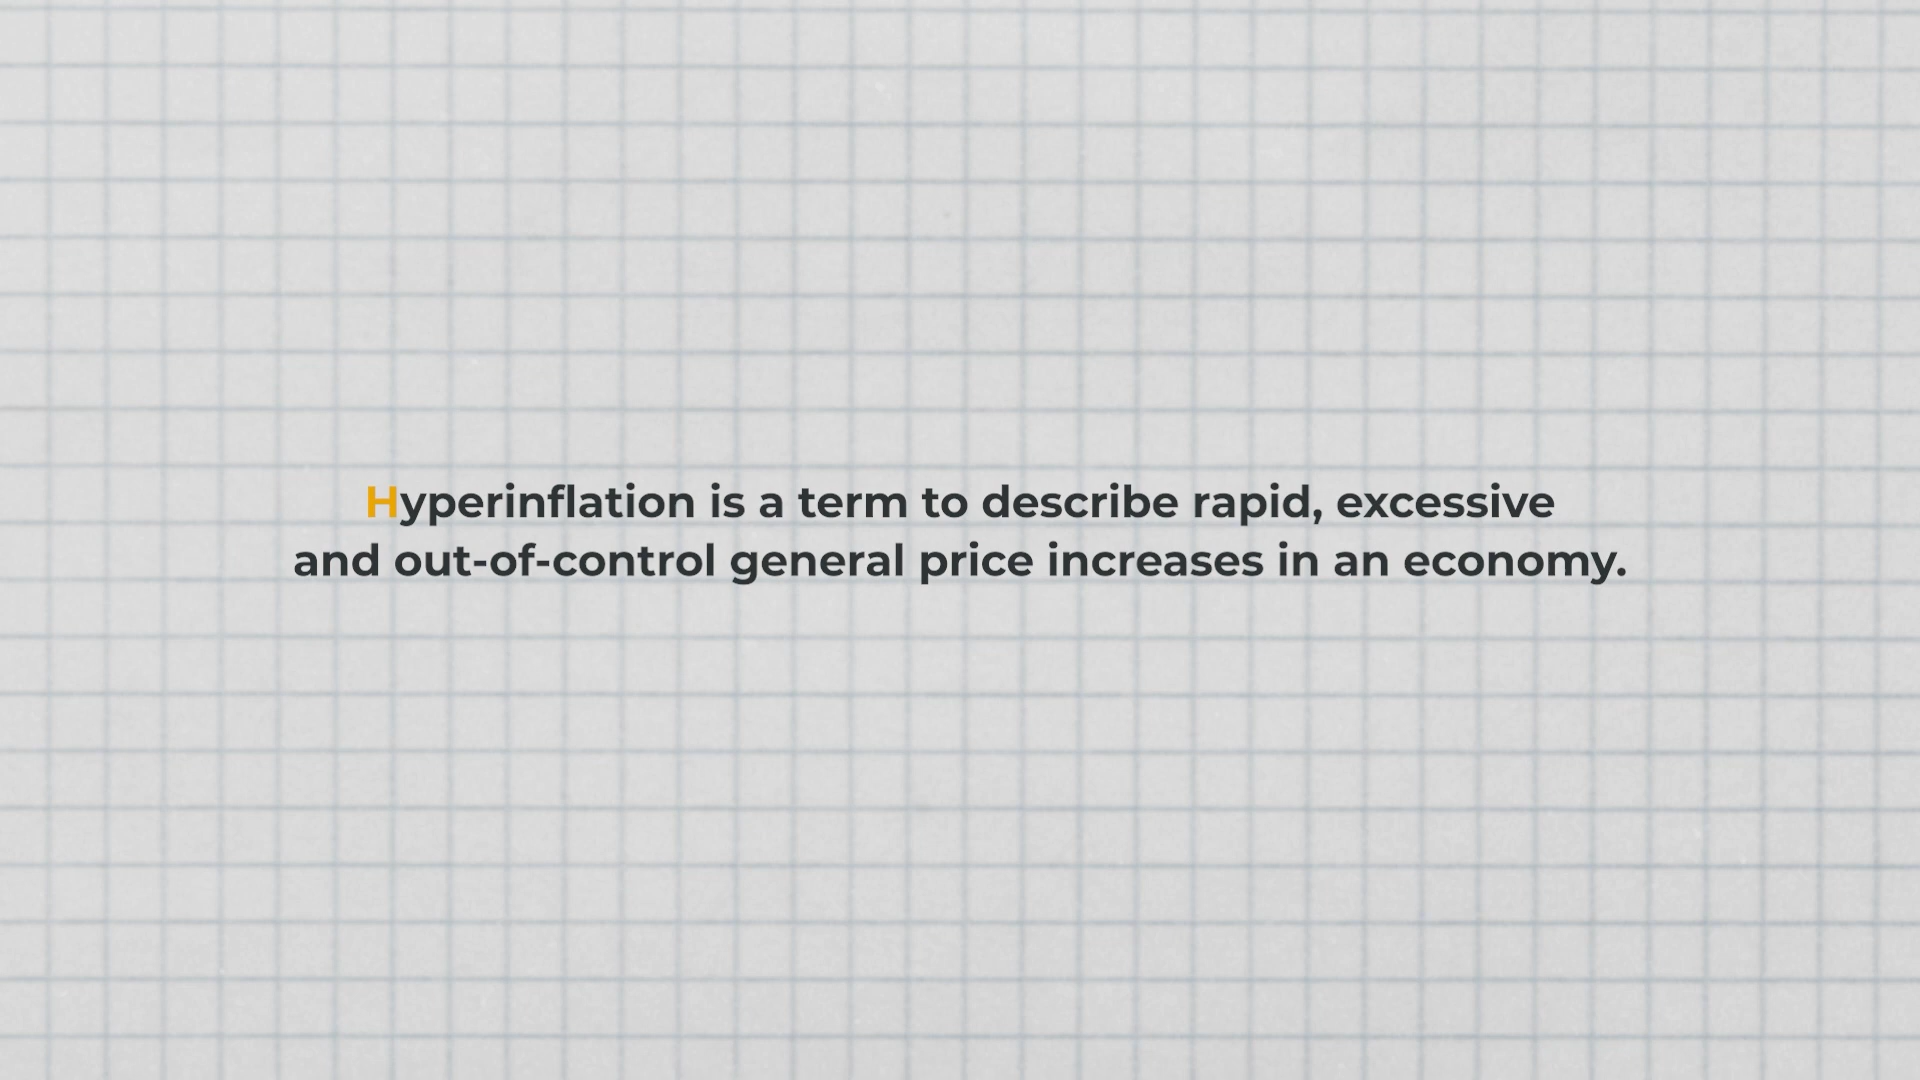 Hyperinflation is a term to describe rapid, excessive
and out-of-control general price increases in an economy.